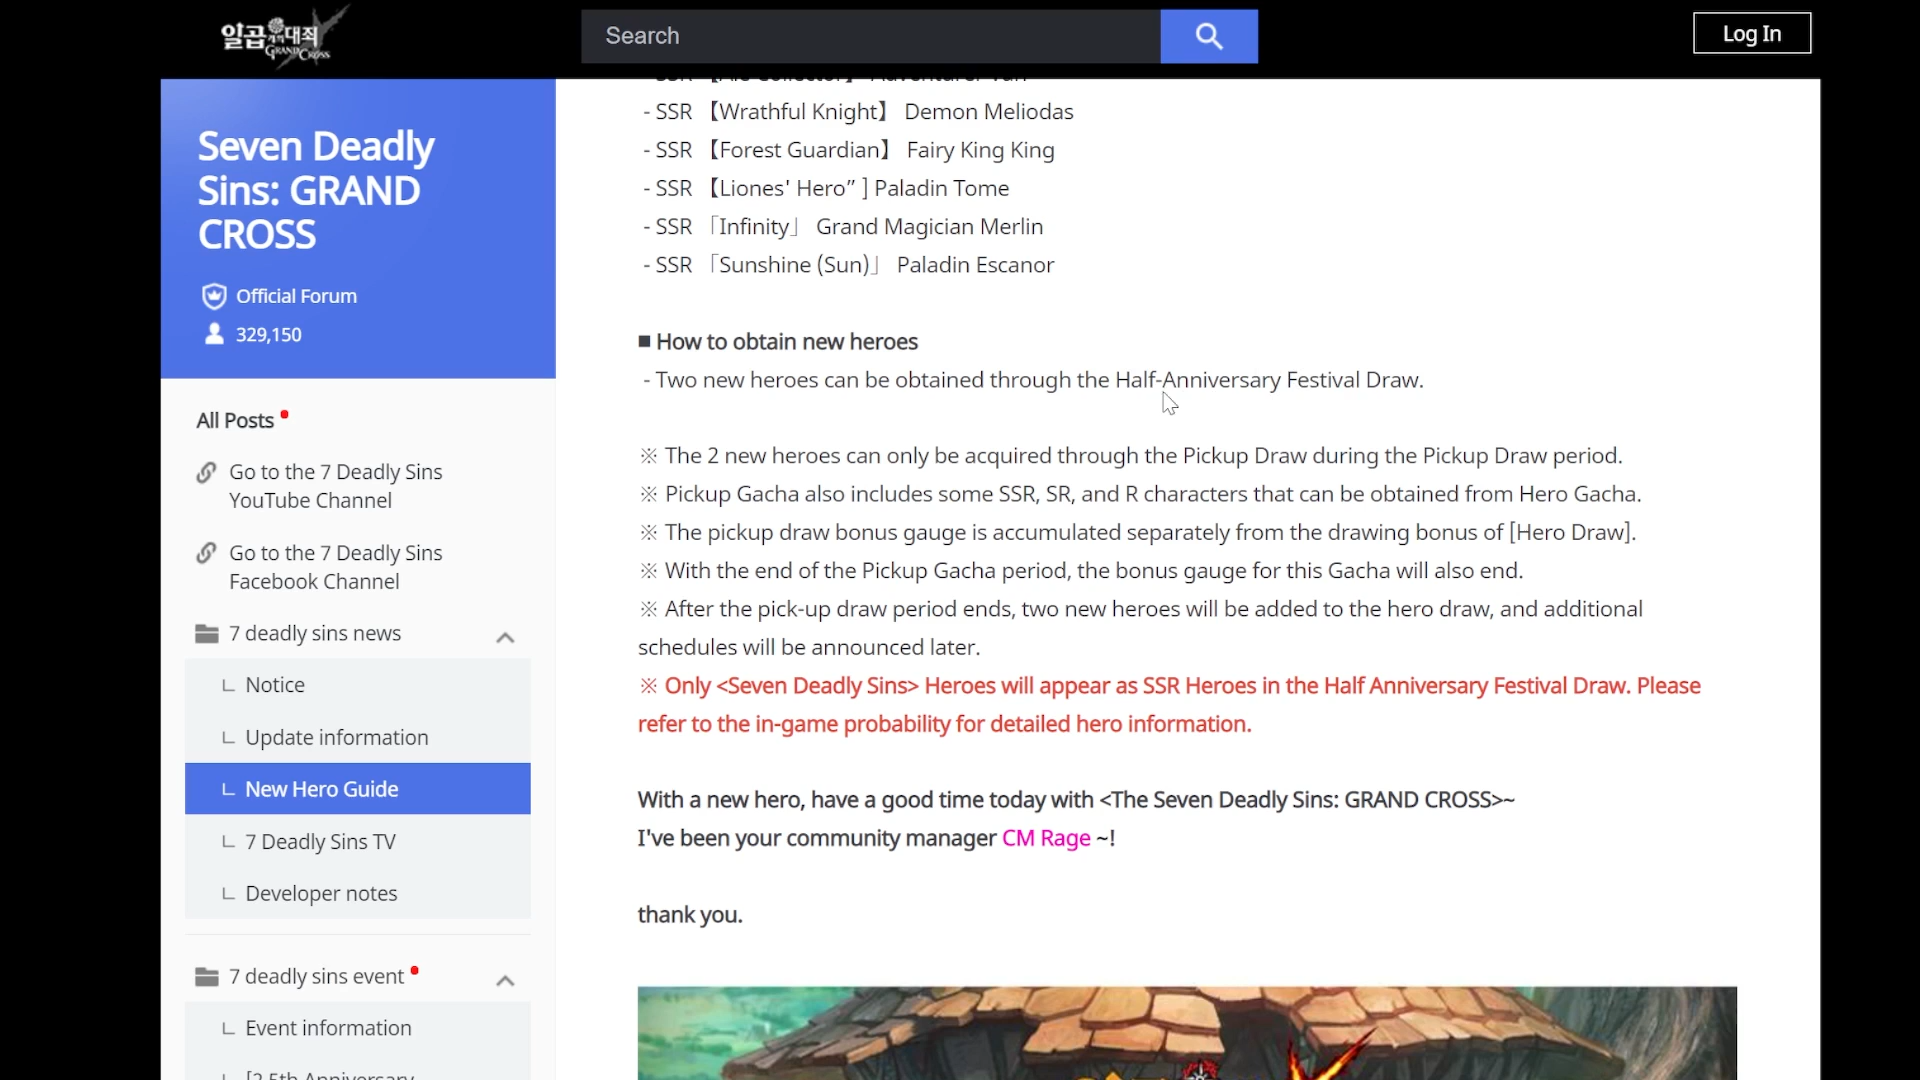 일곱개의대죄
GRAND CROSS
Search
Log In
Seven Deadly
Sins: GRAND
CROSS
Official Forum
329,150
All Posts
Go to the 7 Deadly Sins
YouTube Channel
Go to the 7 Deadly Sins
Facebook Channel
7 deadly sins news
ㄴ Notice
ㄴ Update information
ㄴ New Hero Guide
ㄴ 7 Deadly Sins TV
ㄴ Developer notes
7 deadly sins event
ㄴ Event information
[2.5th Anniversary
- SSR 【Wrathful Knight】 Demon Meliodas
- SSR 【Forest Guardian】 Fairy King King
- SSR 【Liones' Hero” ] Paladin Tome
- SSR 「Infinity」 Grand Magician Merlin
- SSR 「Sunshine (Sun)」 Paladin Escanor
■ How to obtain new heroes
- Two new heroes can be obtained through the Half-Anniversary Festival Draw.
※ The 2 new heroes can only be acquired through the Pickup Draw during the Pickup Draw period.
※ Pickup Gacha also includes some SSR, SR, and R characters that can be obtained from Hero Gacha.
※ The pickup draw bonus gauge is accumulated separately from the drawing bonus of [Hero Draw].
※ With the end of the Pickup Gacha period, the bonus gauge for this Gacha will also end.
※ After the pick-up draw period ends, two new heroes will be added to the hero draw, and additional
schedules will be announced later.
※ Only <Seven Deadly Sins> Heroes will appear as SSR Heroes in the Half Anniversary Festival Draw. Please
refer to the in-game probability for detailed hero information.
With a new hero, have a good time today with <The Seven Deadly Sins: GRAND CROSS>~
I've been your community manager CM Rage ~!
thank you.